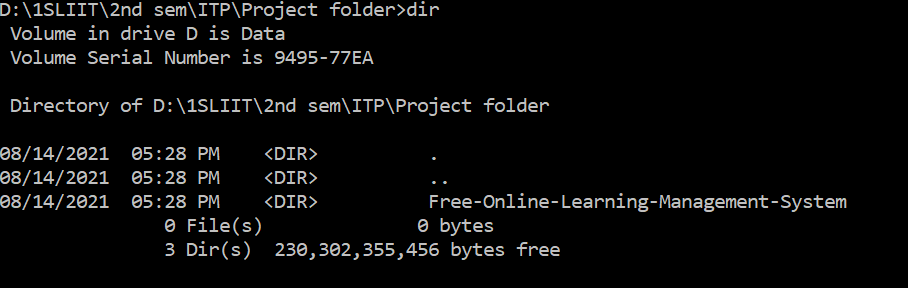 D:\1SLIIT\2nd sem\ITP\Project folder>dir
 Volume in drive D is Data
 Volume Serial Number is 9495-77EA

 Directory of D:\1SLIIT\2nd sem\ITP\Project folder

08/14/2021  05:28 PM    <DIR>          .
08/14/2021  05:28 PM    <DIR>          ..
08/14/2021  05:28 PM    <DIR>          Free-Online-Learning-Management-System
               0 File(s)              0 bytes
               3 Dir(s)  230,302,355,456 bytes free